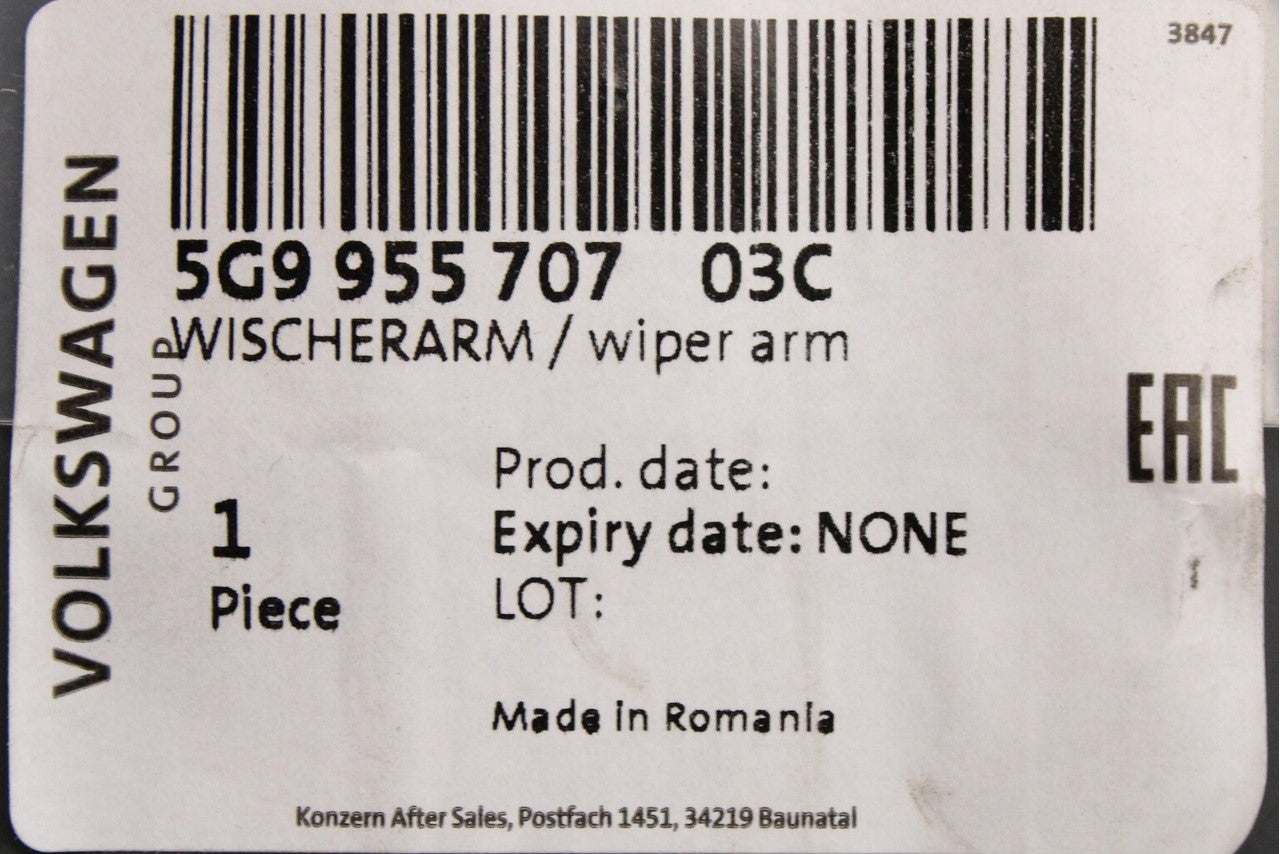 3847
5G9 955 707 03C
WISCHERARM / wiper arm
VOLKSWAGEN
GROUP
EAC
Prod. date:
1
Expiry date: NONE
Piece
LOT:
Made in Romania
Konzern After Sales, Postfach 1451, 34219 Baunatal